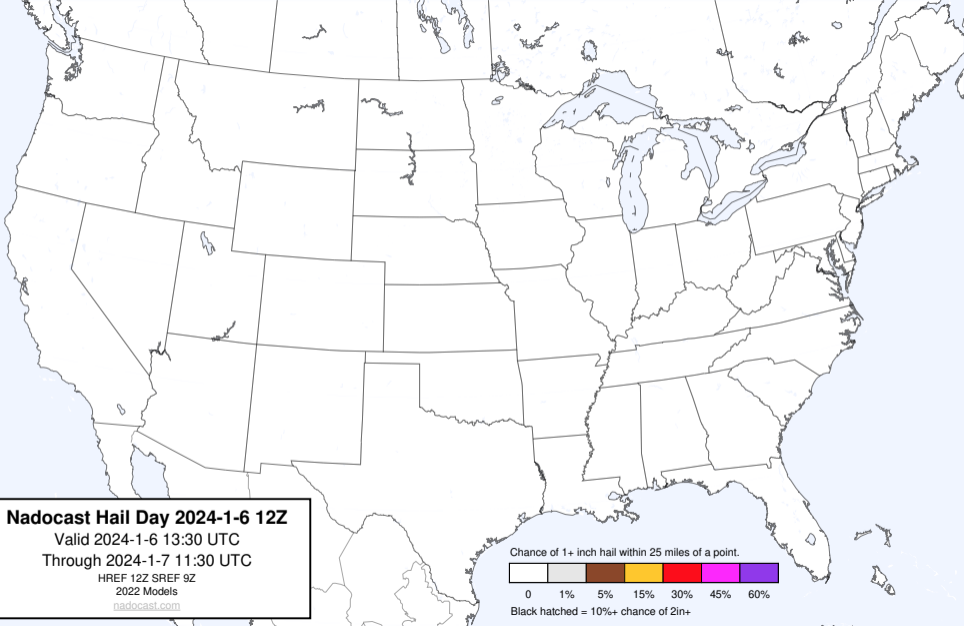 Nadocast Hail Day 2024-1-6 12Z
Valid 2024-1-6 13:30 UTC
Through 2024-1-7 11:30 UTC
HREF 12Z SREF 9Z
2022 Models
nadocast.com
Chance of 1+ inch hail within 25 miles of a point.
0 1% 5% 15% 30% 45% 60%
Black hatched = 10%+ chance of 2in+